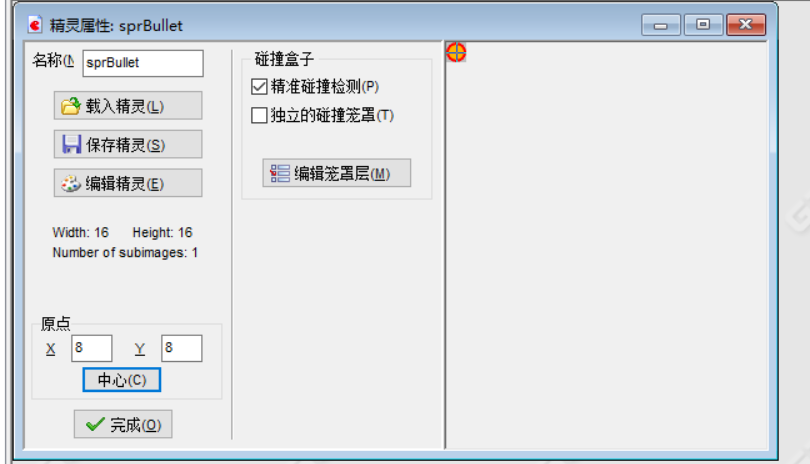 精灵属性: sprBullet
名称(N
sprBullet
载入精灵(L)
保存精灵(S)
编辑精灵(E)
Width: 16 Height: 16
Number of subimages: 1
原点
X 8 Y 8
中心(C)
完成(O)
碰撞盒子
精准碰撞检测(P)
独立的碰撞笼罩(T)
编辑笼罩层(M)